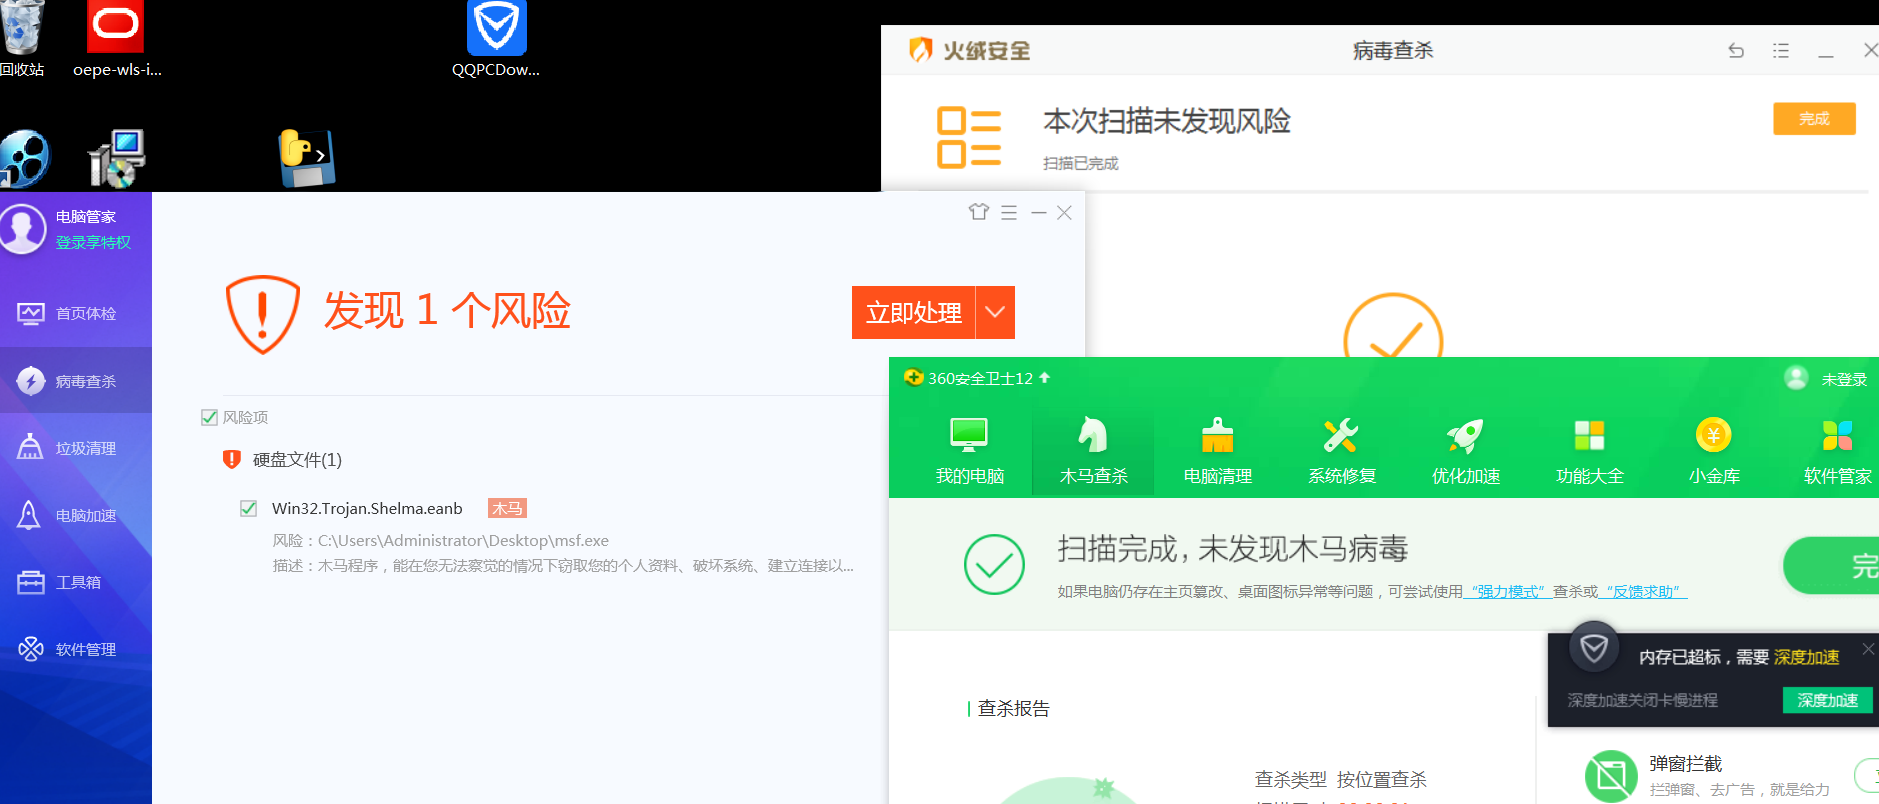 回收站
oepe-wls-i...
QQPCDow...
火绒安全
病毒查杀
本次扫描未发现风险
完成
扫描已完成
电脑管家
登录享特权
首页体检
病毒查杀
垃圾清理
电脑加速
工具箱
软件管理
发现 1 个风险
立即处理
风险项
硬盘文件(1)
Win32.Trojan.Shelma.eanb
木马
风险：C:\Users\Administrator\Desktop\msf.exe
描述：木马程序，能在您无法察觉的情况下窃取您的个人资料、破坏系统、建立连接以...
360安全卫士12
未登录
我的电脑
木马查杀
电脑清理
系统修复
优化加速
功能大全
小金库
软件管家
扫描完成，未发现木马病毒
如果电脑仍存在主页篡改、桌面图标异常等问题，可尝试使用“强力模式”查杀或“反馈求助”
内存已超标，需要 深度加速
深度加速关闭卡慢进程
深度加速
查杀报告
查杀类型 按位置查杀
弹窗拦截
拦弹窗、去广告，就是给力